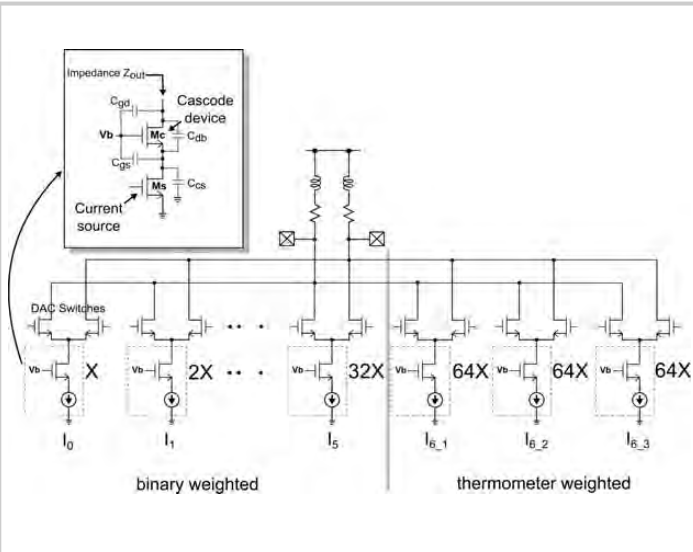 Impedance Zout
Cgd
Cascode
device
Vb
Mc
Cdb
Cgs
Ms
Ccs
Current
source
DAC Switches
Vb
X
Vb
2X
Vb
32X
Vb
64X
Vb
64X
Vb
64X
I0
I1
I5
I6_1
I6_2
I6_3
binary weighted
thermometer weighted